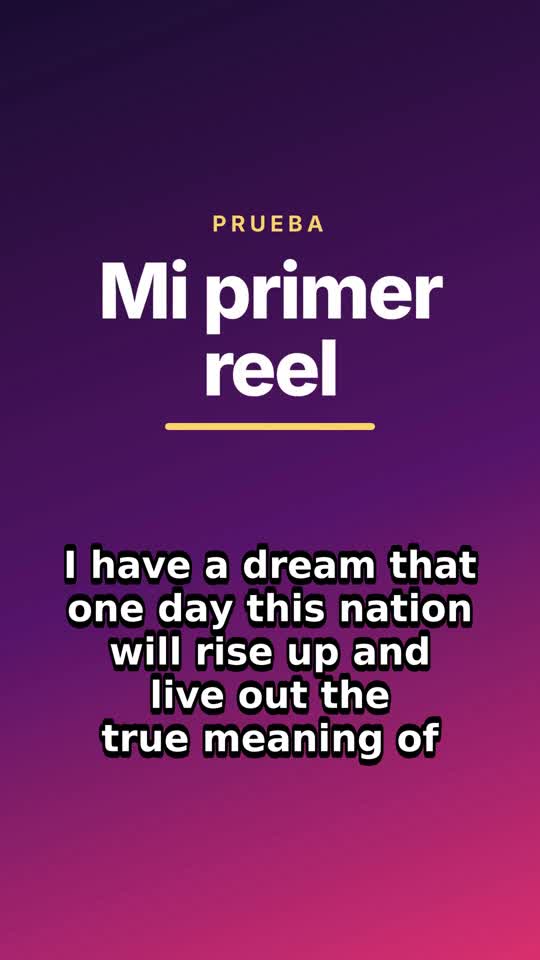 PRUEBA
Mi primer
reel
I have a dream that
one day this nation
will rise up and
live out the
true meaning of